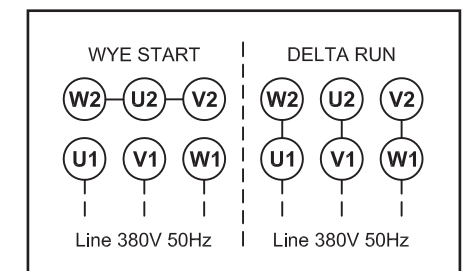 WYE START
W2 U2 V2
U1 V1 W1
Line 380V 50Hz
DELTA RUN
W2 U2 V2
U1 V1 W1
Line 380V 50Hz